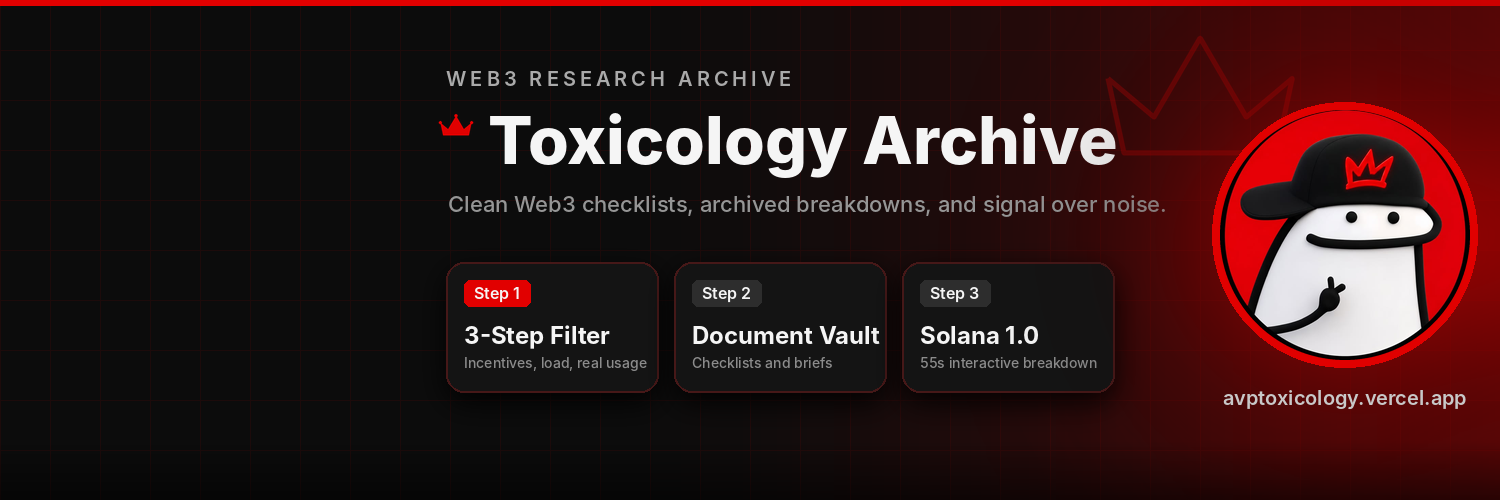 WEB3 RESEARCH ARCHIVE
Toxicology Archive
Clean Web3 checklists, archived breakdowns, and signal over noise.
Step 1
3-Step Filter
Incentives, load, real usage
Step 2
Document Vault
Checklists and briefs
Step 3
Solana 1.0
55s interactive breakdown
avptoxicology.vercel.app